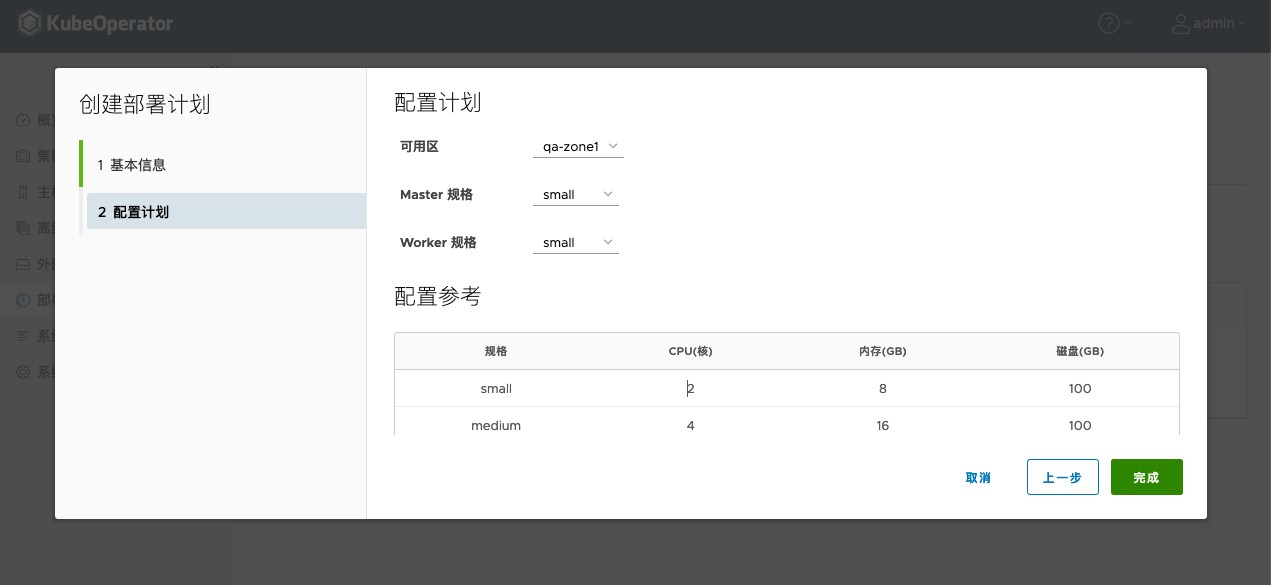 KubeOperator
admin
创建部署计划
1 基本信息
2 配置计划
配置计划
可用区 qa-zone1
Master 规格 small
Worker 规格 small
配置参考
规格 CPU(核) 内存(GB) 磁盘(GB)
small 2 8 100
medium 4 16 100
取消 上一步 完成